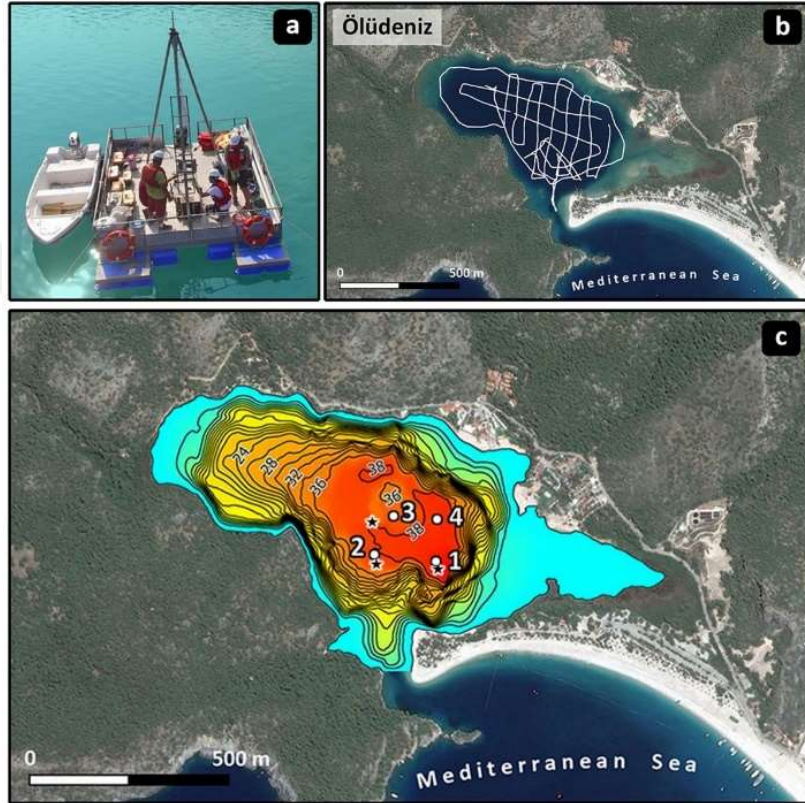 a
Ölüdeniz
b
0 500 m
Mediterranean Sea
c
24
28
32
36
38
36
38
3
4
2
1
0 500 m
Mediterranean Sea